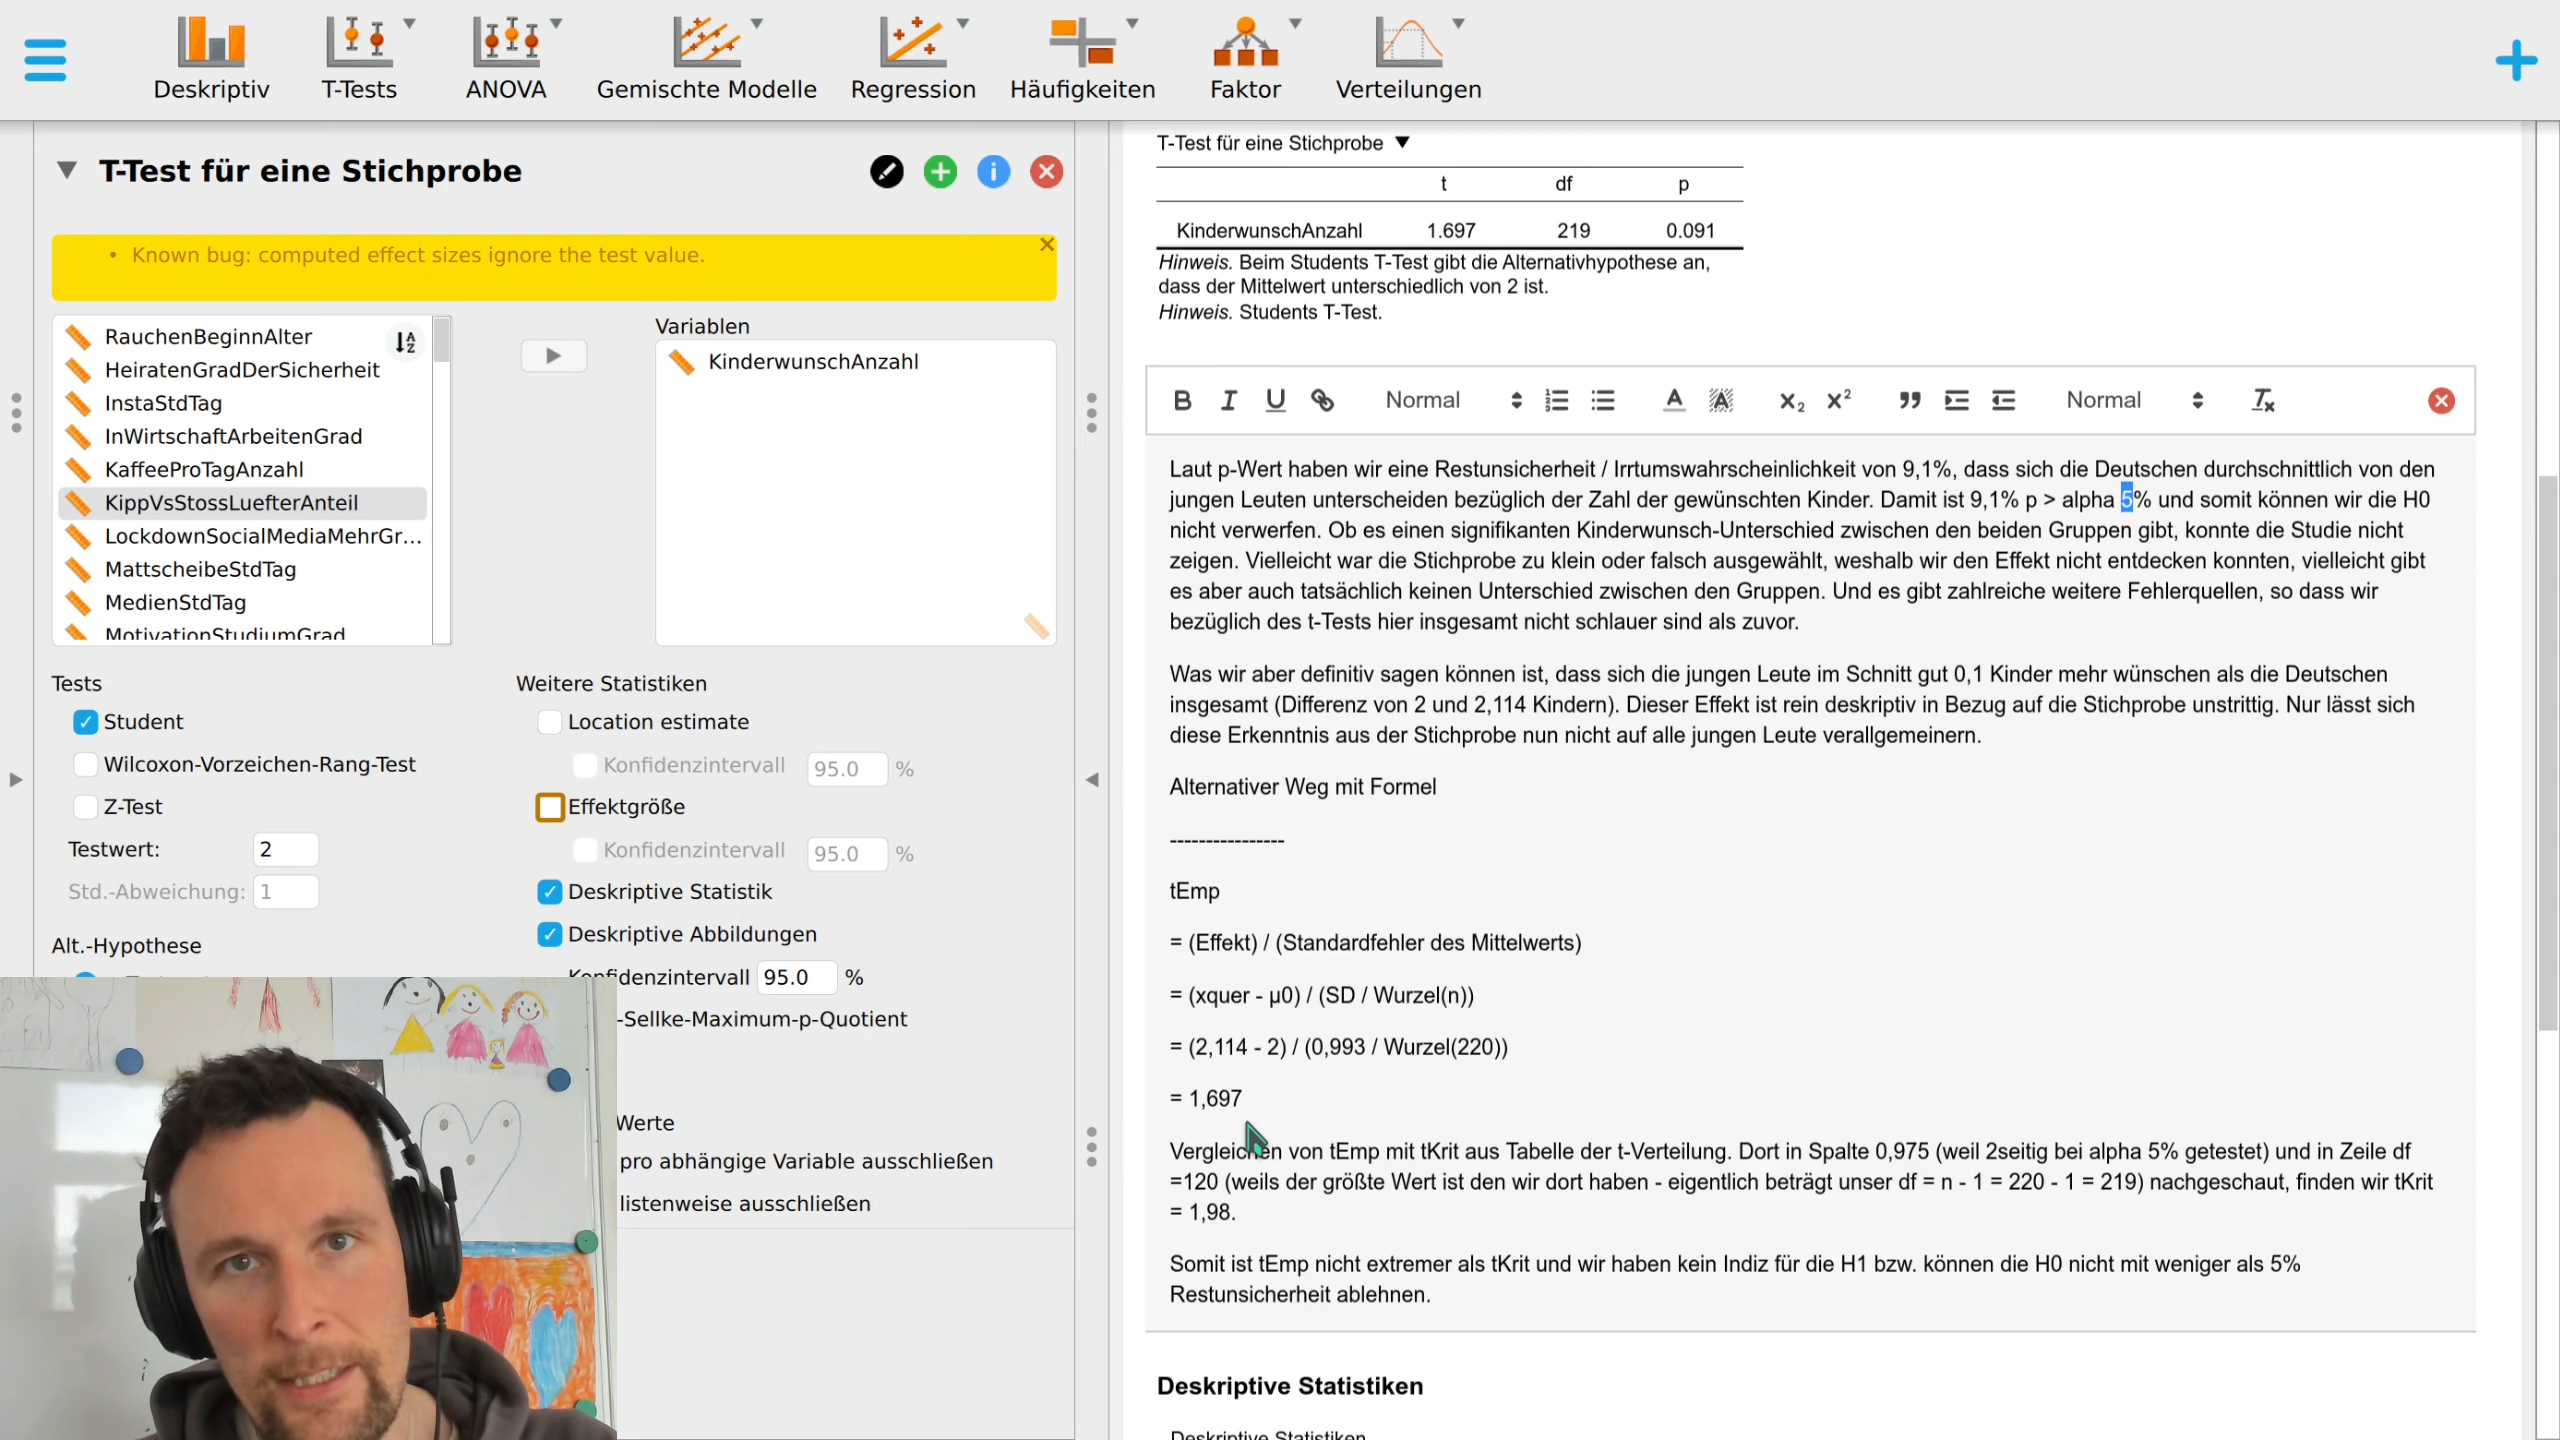 Deskriptiv
T-Tests
ANOVA
Gemischte Modelle
Regression
Häufigkeiten
Faktor
Verteilungen
T-Test für eine Stichprobe
• Known bug: computed effect sizes ignore the test value.
RauchenBeginnAlter
HeiratenGradDerSicherheit
InstaStdTag
InWirtschaftArbeitenGrad
KaffeeProTagAnzahl
KippVsStossLuefterAnteil
LockdownSocialMediaMehrGr...
MattscheibeStdTag
MedienStdTag
MotivationStudiumGrad
A
Z
Variablen
KinderwunschAnzahl
Tests
Student
Wilcoxon-Vorzeichen-Rang-Test
Z-Test
Testwert: 2
Std.-Abweichung: 1
Alt.-Hypothese
Weitere Statistiken
Location estimate
Konfidenzintervall 95.0 %
Effektgröße
Konfidenzintervall 95.0 %
Deskriptive Statistik
Deskriptive Abbildungen
Konfidenzintervall 95.0 %
-Sellke-Maximum-p-Quotient
Werte
pro abhängige Variable ausschließen
listenweise ausschließen
T-Test für eine Stichprobe ▼
t df p
KinderwunschAnzahl 1.697 219 0.091
Hinweis. Beim Students T-Test gibt die Alternativhypothese an,
dass der Mittelwert unterschiedlich von 2 ist.
Hinweis. Students T-Test.
B I U Normal A A X2 X2 Normal Tx
Laut p-Wert haben wir eine Restunsicherheit / Irrtumswahrscheinlichkeit von 9,1%, dass sich die Deutschen durchschnittlich von den
jungen Leuten unterscheiden bezüglich der Zahl der gewünschten Kinder. Damit ist 9,1% p > alpha 5% und somit können wir die H0
nicht verwerfen. Ob es einen signifikanten Kinderwunsch-Unterschied zwischen den beiden Gruppen gibt, konnte die Studie nicht
zeigen. Vielleicht war die Stichprobe zu klein oder falsch ausgewählt, weshalb wir den Effekt nicht entdecken konnten, vielleicht gibt
es aber auch tatsächlich keinen Unterschied zwischen den Gruppen. Und es gibt zahlreiche weitere Fehlerquellen, so dass wir
bezüglich des t-Tests hier insgesamt nicht schlauer sind als zuvor.
Was wir aber definitiv sagen können ist, dass sich die jungen Leute im Schnitt gut 0,1 Kinder mehr wünschen als die Deutschen
insgesamt (Differenz von 2 und 2,114 Kindern). Dieser Effekt ist rein deskriptiv in Bezug auf die Stichprobe unstrittig. Nur lässt sich
diese Erkenntnis aus der Stichprobe nun nicht auf alle jungen Leute verallgemeinern.
Alternativer Weg mit Formel
----------------
tEmp
= (Effekt) / (Standardfehler des Mittelwerts)
= (xquer - µ0) / (SD / Wurzel(n))
= (2,114 - 2) / (0,993 / Wurzel(220))
= 1,697
Vergleichen von tEmp mit tKrit aus Tabelle der t-Verteilung. Dort in Spalte 0,975 (weil 2seitig bei alpha 5% getestet) und in Zeile df
=120 (weils der größte Wert ist den wir dort haben - eigentlich beträgt unser df = n - 1 = 220 - 1 = 219) nachgeschaut, finden wir tKrit
= 1,98.
Somit ist tEmp nicht extremer als tKrit und wir haben kein Indiz für die H1 bzw. können die H0 nicht mit weniger als 5%
Restunsicherheit ablehnen.
Deskriptive Statistiken
Deskriptive Statistiken